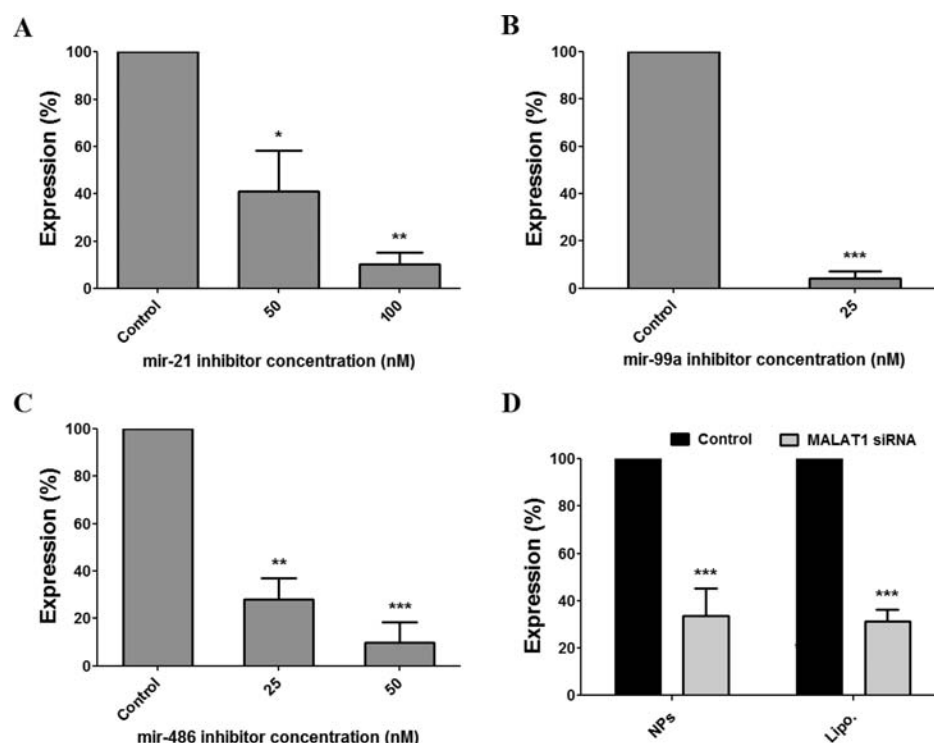 A
Expression (%)
100
80
60
40
20
0
*
**
Control
50
100
mir-21 inhibitor concentration (nM)
B
Expression (%)
100
80
60
40
20
0
***
Control
25
mir-99a inhibitor concentration (nM)
C
Expression (%)
100
80
60
40
20
0
**
***
Control
25
50
mir-486 inhibitor concentration (nM)
D
Control
MALAT1 siRNA
Expression (%)
100
80
60
40
20
0
***
***
NPs
Lipo.